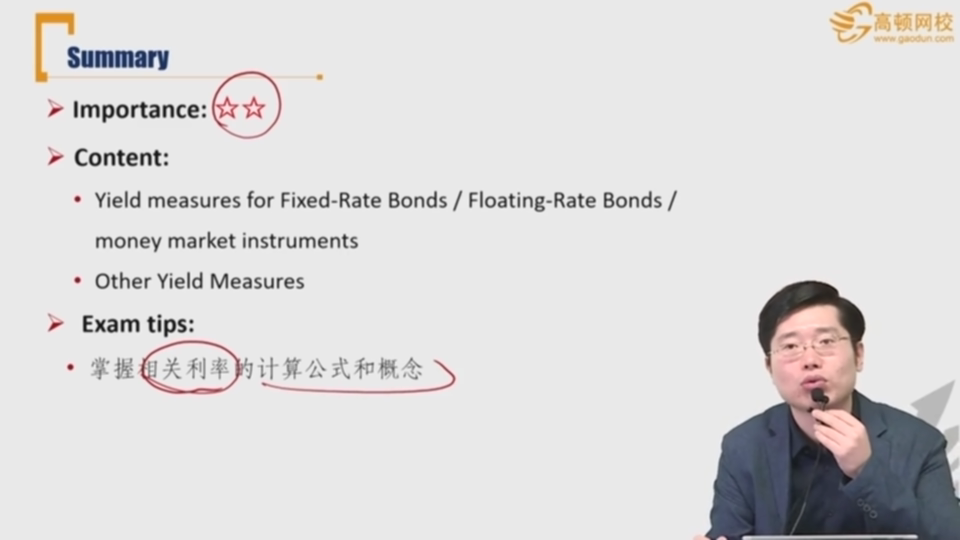 高顿网校
www.gaodun.com
Summary
Importance: ☆☆
Content:
Yield measures for Fixed-Rate Bonds / Floating-Rate Bonds /
money market instruments
Other Yield Measures
Exam tips:
掌握相关利率的计算公式和概念